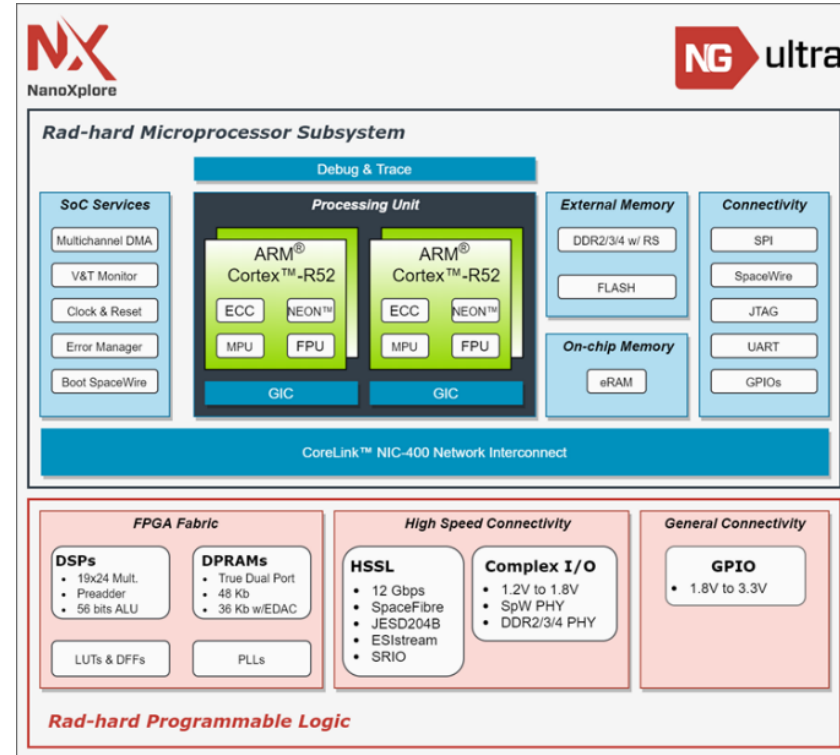 NX
NanoXplore
NG ultra
Rad-hard Microprocessor Subsystem
Debug & Trace
SoC Services
Multichannel DMA
V&T Monitor
Clock & Reset
Error Manager
Boot SpaceWire
Processing Unit
ARM®
Cortex™-R52
ECC
NEON™
MPU
FPU
GIC
ARM®
Cortex™-R52
ECC
NEON™
MPU
FPU
GIC
External Memory
DDR2/3/4 w/ RS
FLASH
On-chip Memory
eRAM
Connectivity
SPI
SpaceWire
JTAG
UART
GPIOs
CoreLink™ NIC-400 Network Interconnect
FPGA Fabric
DSPs
• 19x24 Mult.
• Preadder
• 56 bits ALU
DPRAMs
• True Dual Port
• 48 Kb
• 36 Kb w/EDAC
LUTs & DFFs
PLLs
High Speed Connectivity
HSSL
• 12 Gbps
• SpaceFibre
• JESD204B
• ESIstream
• SRIO
Complex I/O
• 1.2V to 1.8V
• SpW PHY
• DDR2/3/4 PHY
General Connectivity
GPIO
• 1.8V to 3.3V
Rad-hard Programmable Logic